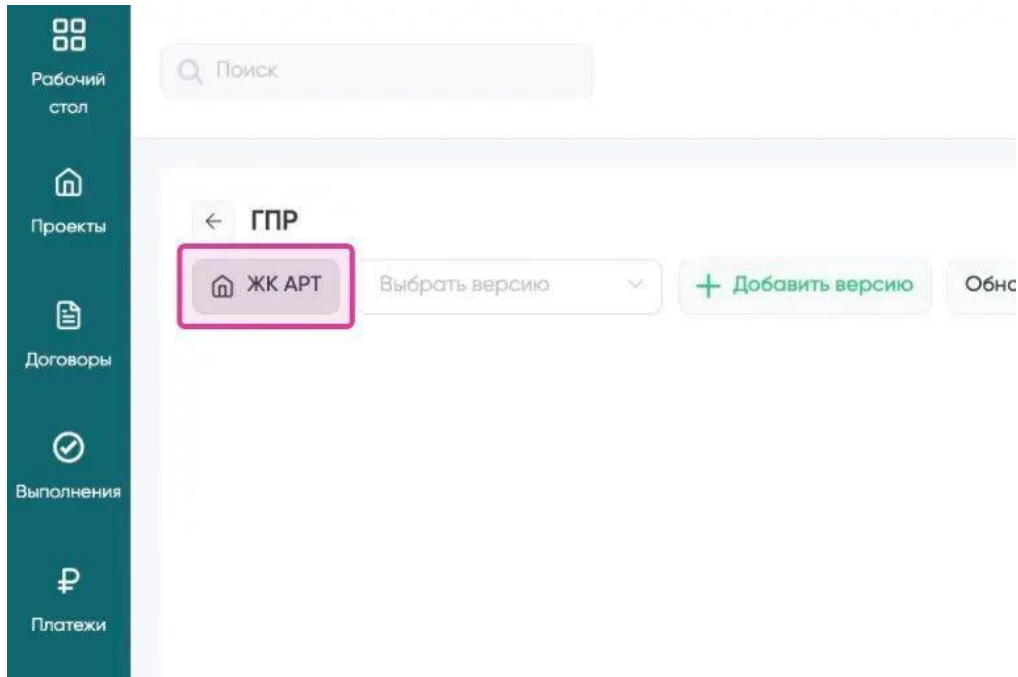 Рабочий
стол
Поиск
Проекты
ГПР
ЖК АРТ
Выбрать версию
Добавить версию
Договоры
Выполнения
Платежи